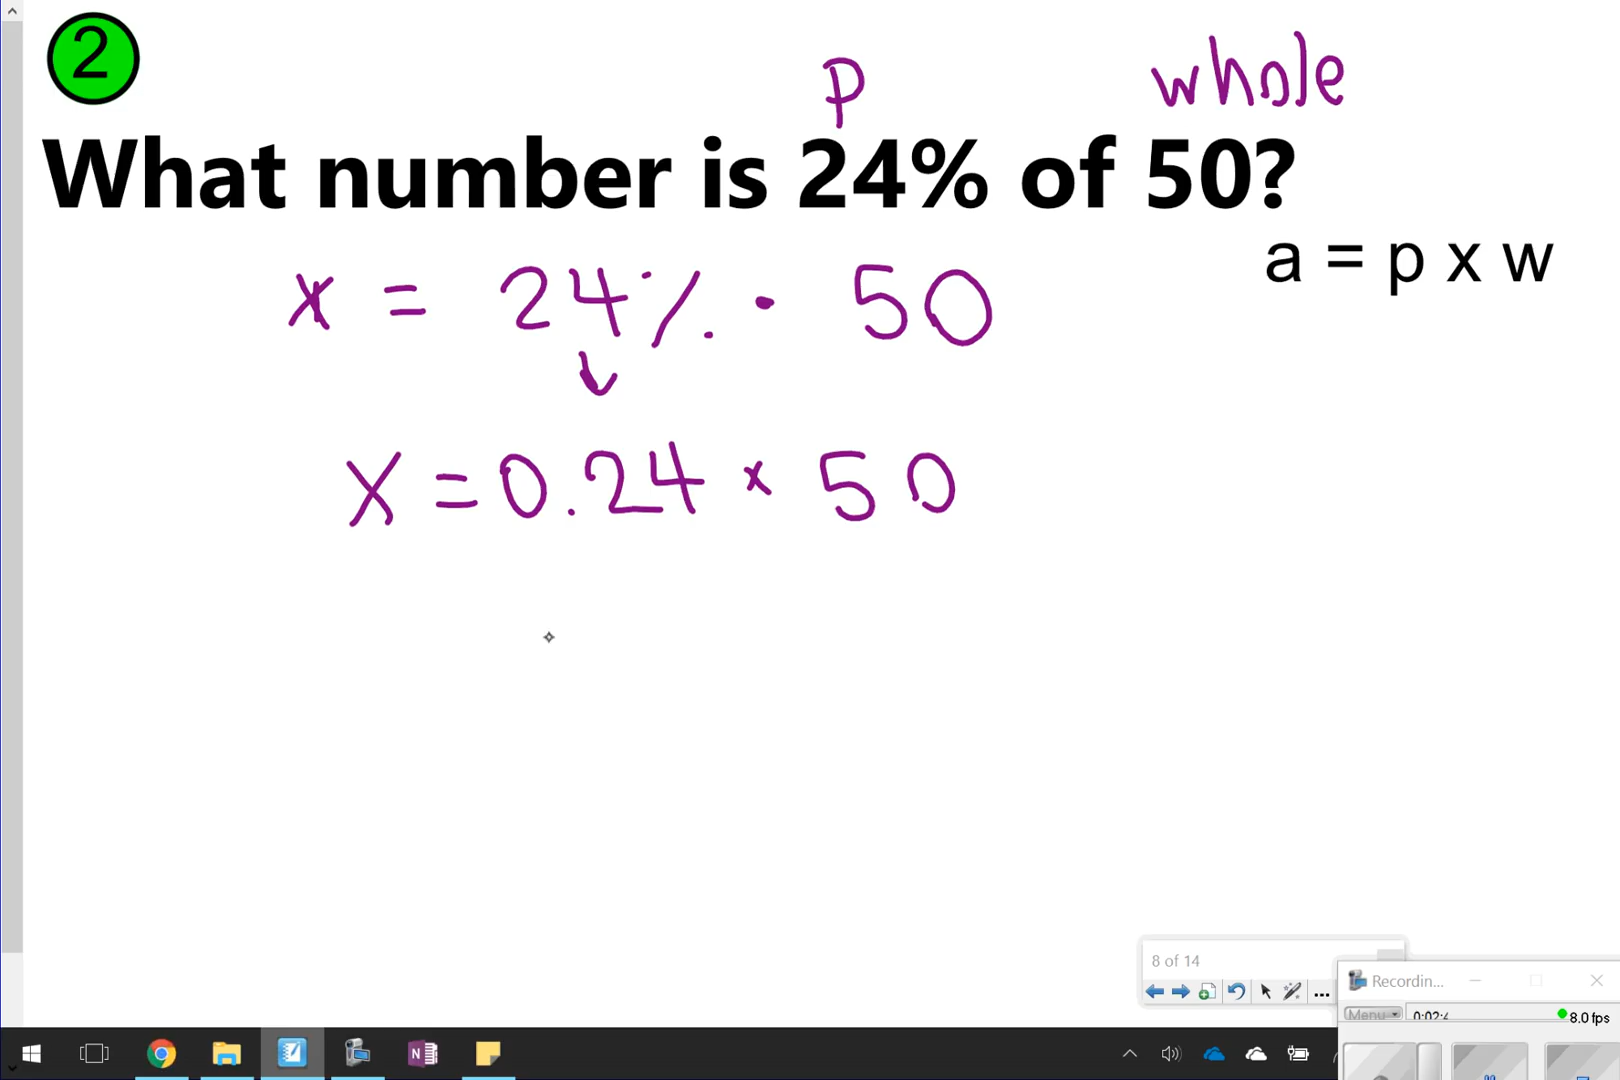 2
p whole
What number is 24% of 50?
a = p x w
x = 24% · 50
x = 0.24 × 50
8 of 14
Recordin...
Menu
8.0 fps
N